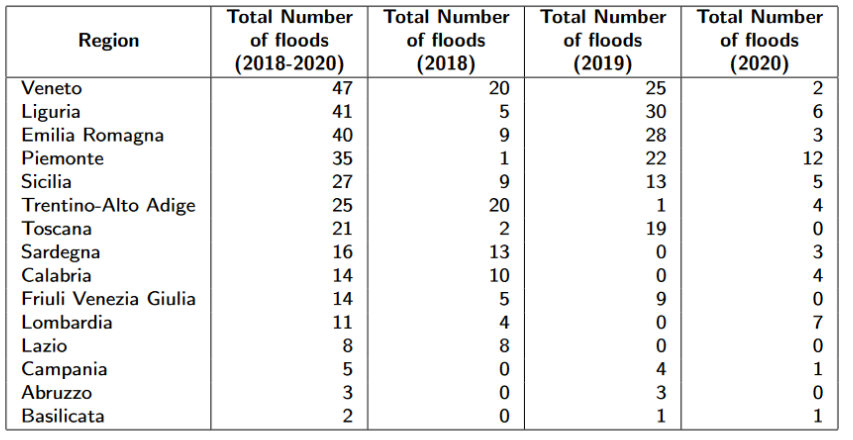 Region Total Number of floods (2018-2020) Total Number of floods (2018) Total Number of floods (2019) Total Number of floods (2020)
Veneto 47 20 25 2
Liguria 41 5 30 6
Emilia Romagna 40 9 28 3
Piemonte 35 1 22 12
Sicilia 27 9 13 5
Trentino-Alto Adige 25 20 1 4
Toscana 21 2 19 0
Sardegna 16 13 0 3
Calabria 14 10 0 4
Friuli Venezia Giulia 14 5 9 0
Lombardia 11 4 0 7
Lazio 8 8 0 0
Campania 5 0 4 1
Abruzzo 3 0 3 0
Basilicata 2 0 1 1